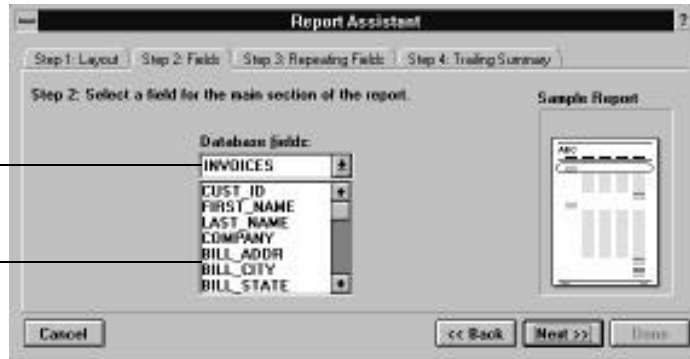 Report Assistant ?
Step 1: Layout Step 2: Fields Step 3: Repeating Fields Step 4: Trailing Summary
Step 2: Select a field for the main section of the report.
Sample Report
Database fields:
INVOICES
ABC
CUST_ID
FIRST_NAME
LAST_NAME
COMPANY
BILL_ADDR
BILL_CITY
BILL_STATE
Cancel << Back Next >> Done